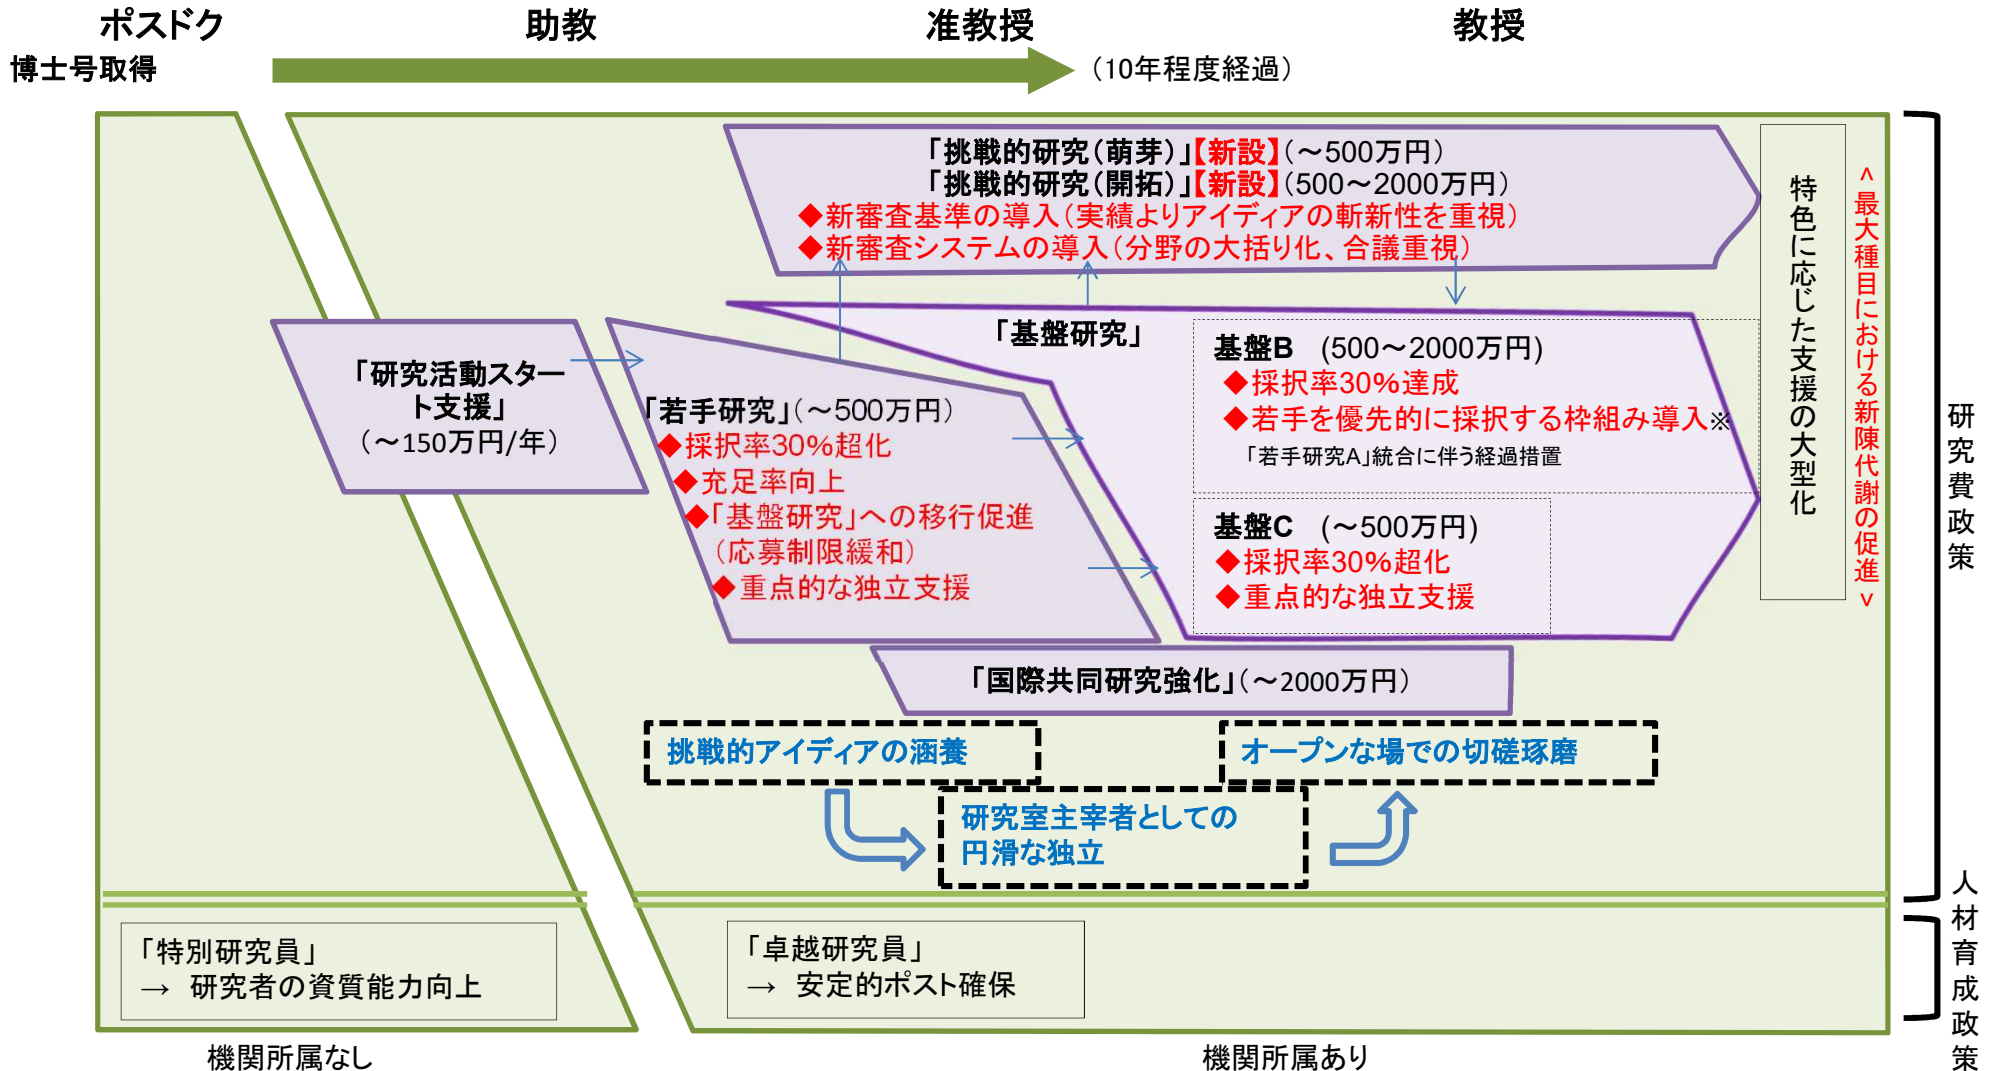 ポスドク
助教
准教授
教授
博士号取得
(10年程度経過)
「挑戦的研究(萌芽)」【新設】(～500万円)
「挑戦的研究(開拓)」【新設】(500～2000万円)
◆新審査基準の導入(実績よりアイディアの斬新性を重視)
◆新審査システムの導入(分野の大括り化、合議重視)
特色に応じた支援の大型化
<最大種目における新陳代謝の促進>
「研究活動スター
ト支援」
(～150万円/年)
「若手研究」(～500万円)
◆採択率30%超化
◆充足率向上
◆「基盤研究」への移行促進
(応募制限緩和)
◆重点的な独立支援
「基盤研究」
基盤B (500～2000万円)
◆採択率30%達成
◆若手を優先的に採択する枠組み導入※
「若手研究A」統合に伴う経過措置
基盤C (～500万円)
◆採択率30%超化
◆重点的な独立支援
「国際共同研究強化」(～2000万円)
挑戦的アイディアの涵養
オープンな場での切磋琢磨
研究室主宰者としての
円滑な独立
研究費政策
「特別研究員」
→ 研究者の資質能力向上
「卓越研究員」
→ 安定的ポスト確保
人材育成政策
機関所属なし
機関所属あり